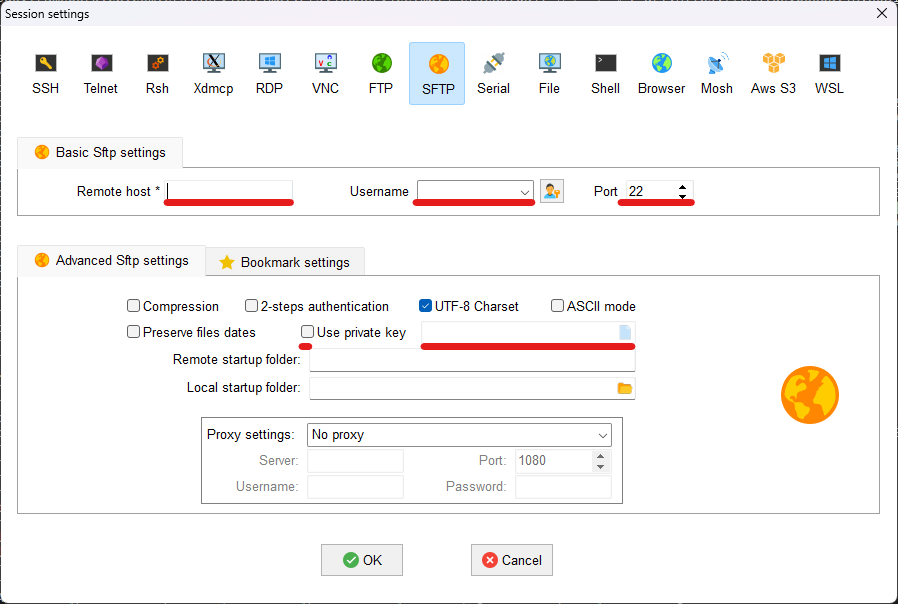 Session settings
SSH Telnet Rsh Xdmcp RDP VNC FTP SFTP Serial File Shell Browser Mosh Aws S3 WSL
Basic Sftp settings
Remote host * Username Port 22
Advanced Sftp settings Bookmark settings
Compression 2-steps authentication UTF-8 Charset ASCII mode
Preserve files dates Use private key
Remote startup folder:
Local startup folder:
Proxy settings: No proxy
Server: Port: 1080
Username: Password:
OK Cancel